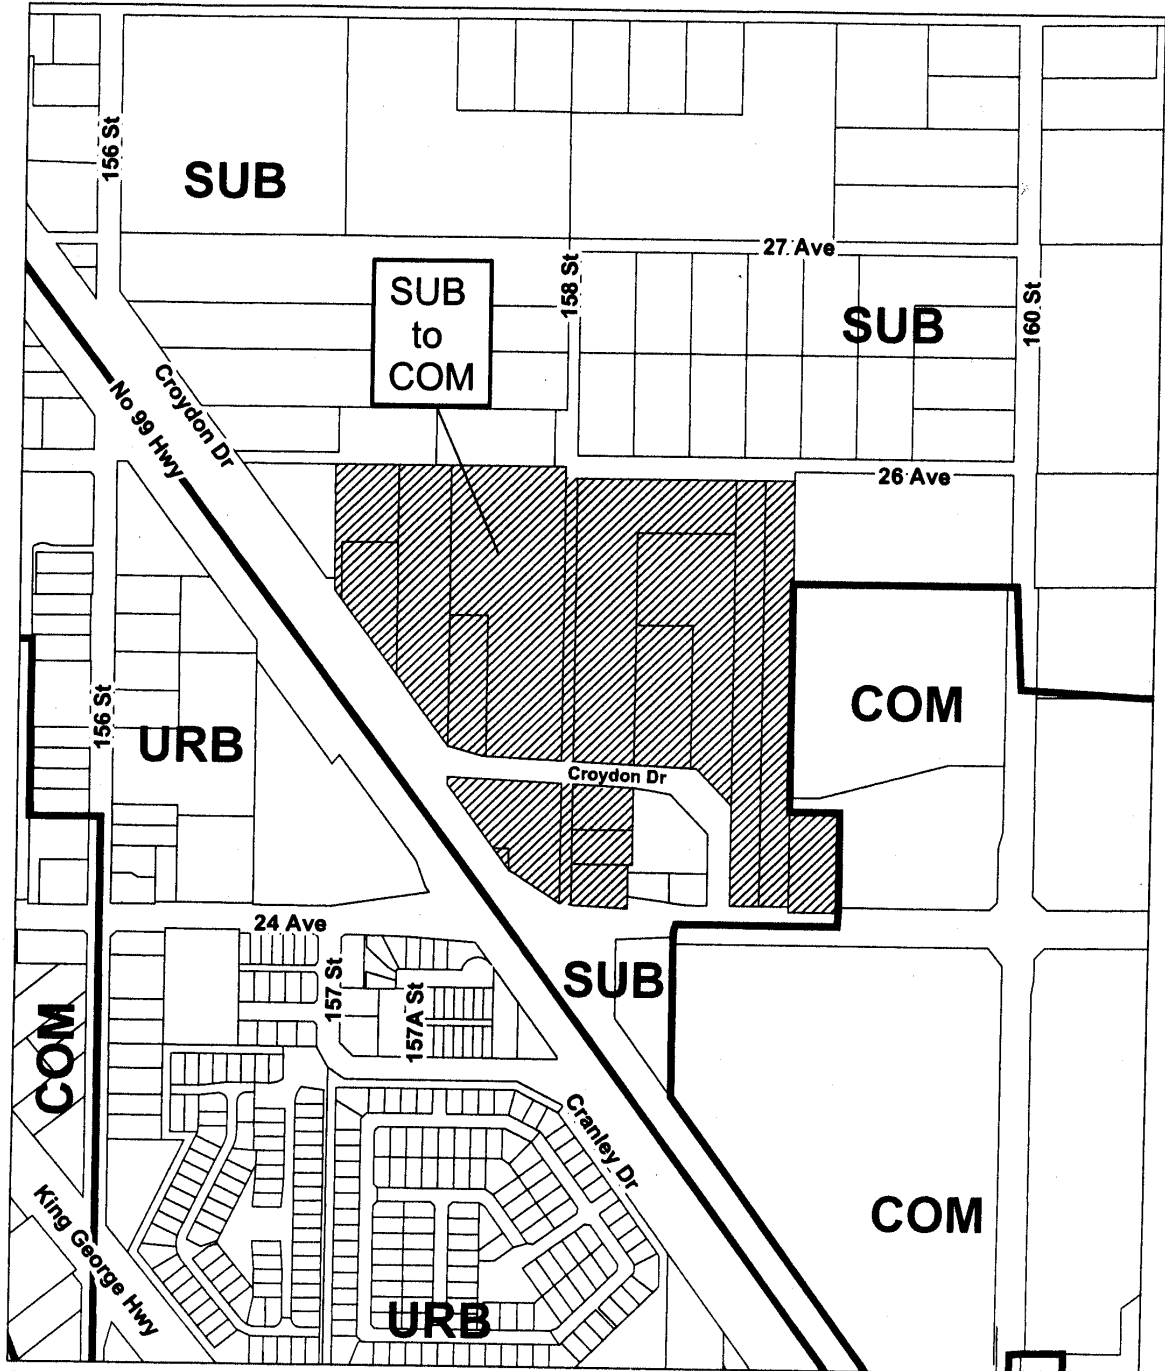 156 St
SUB
27 Ave
158 St
SUB
to
COM
SUB
160 St
Croydon Dr
No 99 Hwy
26 Ave
COM
156 St
URB
Croydon Dr
24 Ave
SUB
157 St
157A St
COM
Cranley Dr
King George Hwy
COM
URB